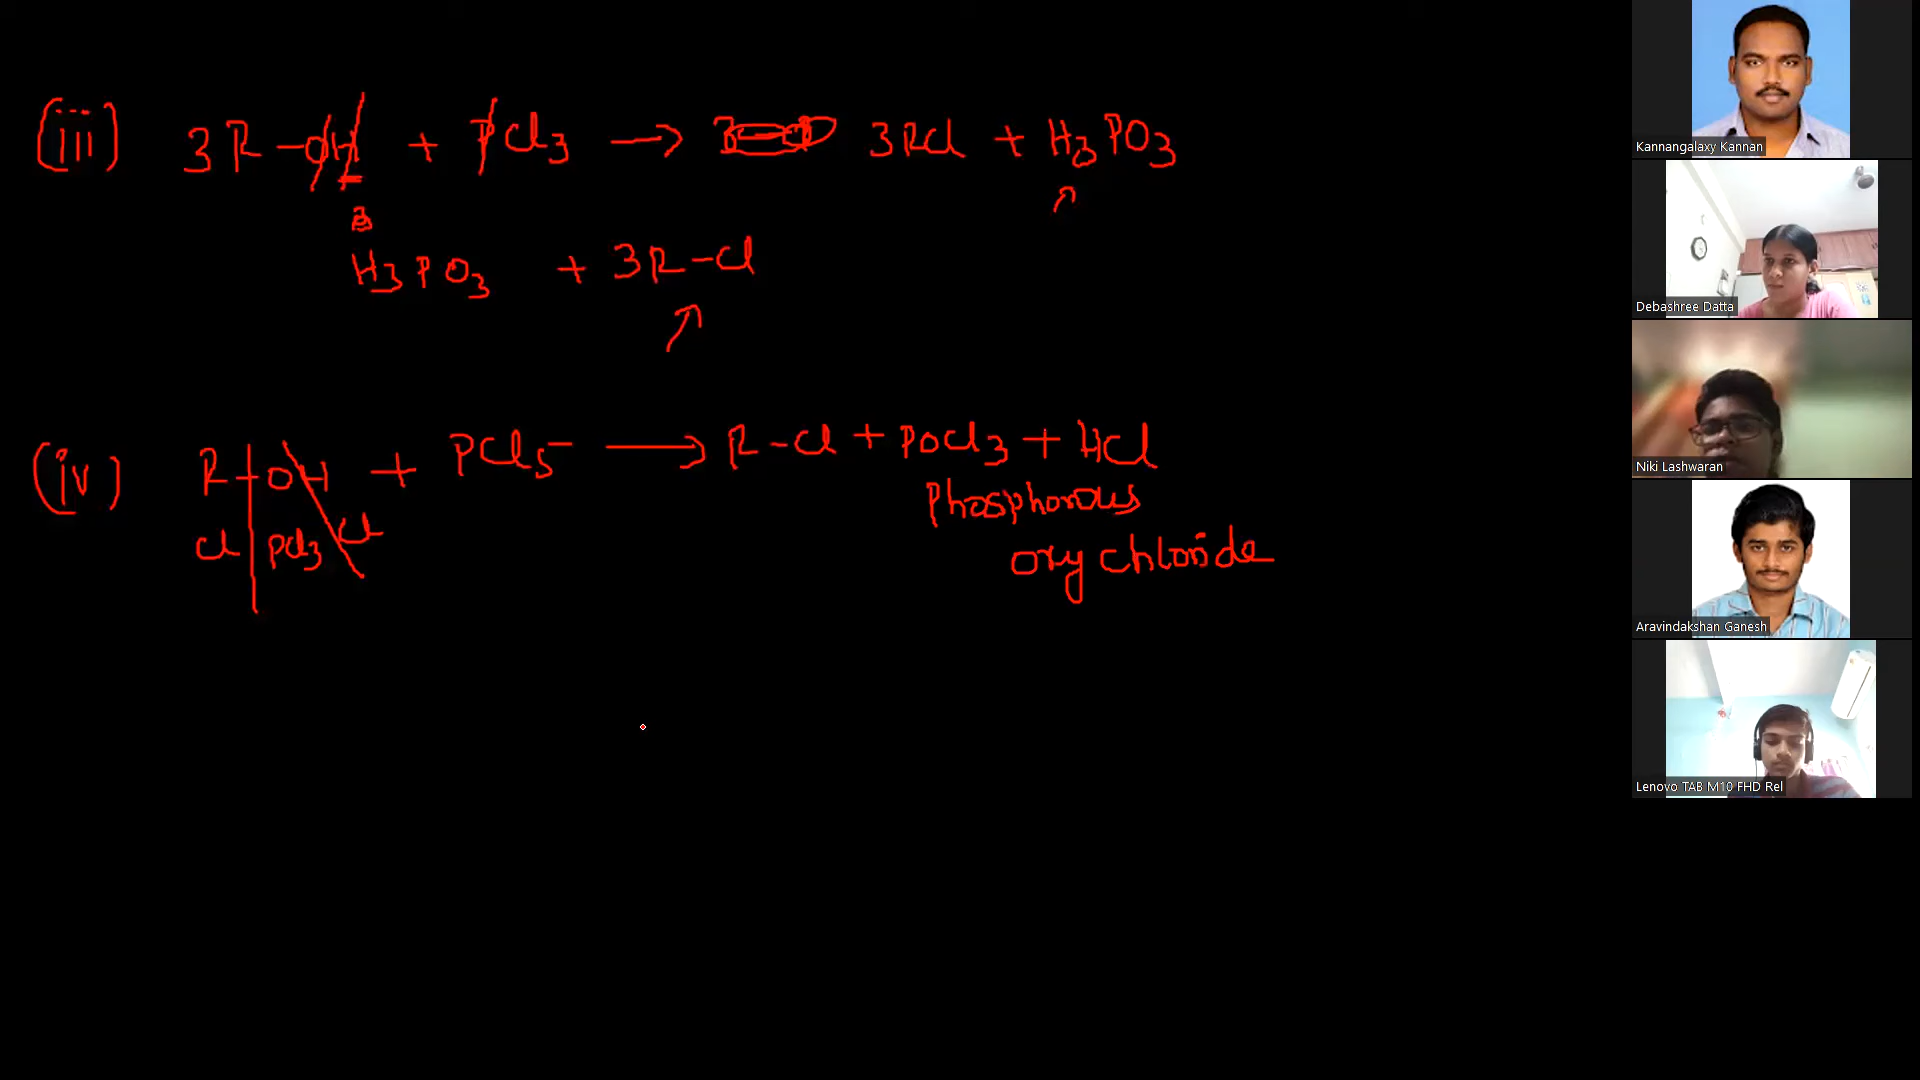 (iii) 3R-OH + PCl3 → 3RCl + H3PO3
3
H3PO3 + 3R-Cl
(iv) R-OH + PCl5 → R-Cl + POCl3 + HCl
Cl PCl3 Cl
Phosphorous
oxy chloride
Kannangalaxy Kannan
Debashree Datta
Niki Lashwaran
Aravindakshan Ganesh
Lenovo TAB M10 FHD Rel